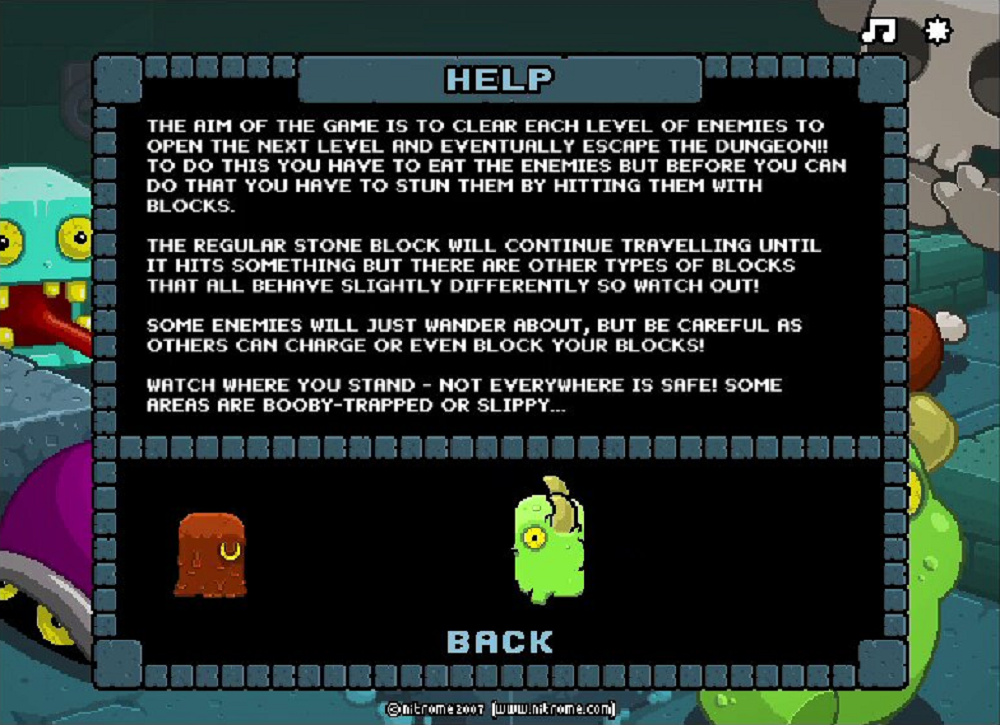 HELP
THE AIM OF THE GAME IS TO CLEAR EACH LEVEL OF ENEMIES TO
OPEN THE NEXT LEVEL AND EVENTUALLY ESCAPE THE DUNGEON!!
TO DO THIS YOU HAVE TO EAT THE ENEMIES BUT BEFORE YOU CAN
DO THAT YOU HAVE TO STUN THEM BY HITTING THEM WITH
BLOCKS.
THE REGULAR STONE BLOCK WILL CONTINUE TRAVELLING UNTIL
IT HITS SOMETHING BUT THERE ARE OTHER TYPES OF BLOCKS
THAT ALL BEHAVE SLIGHTLY DIFFERENTLY SO WATCH OUT!
SOME ENEMIES WILL JUST WANDER ABOUT, BUT BE CAREFUL AS
OTHERS CAN CHARGE OR EVEN BLOCK YOUR BLOCKS!
WATCH WHERE YOU STAND - NOT EVERYWHERE IS SAFE! SOME
AREAS ARE BOOBY-TRAPPED OR SLIPPY...
BACK
©nitrome2007 (www.nitrome.com)